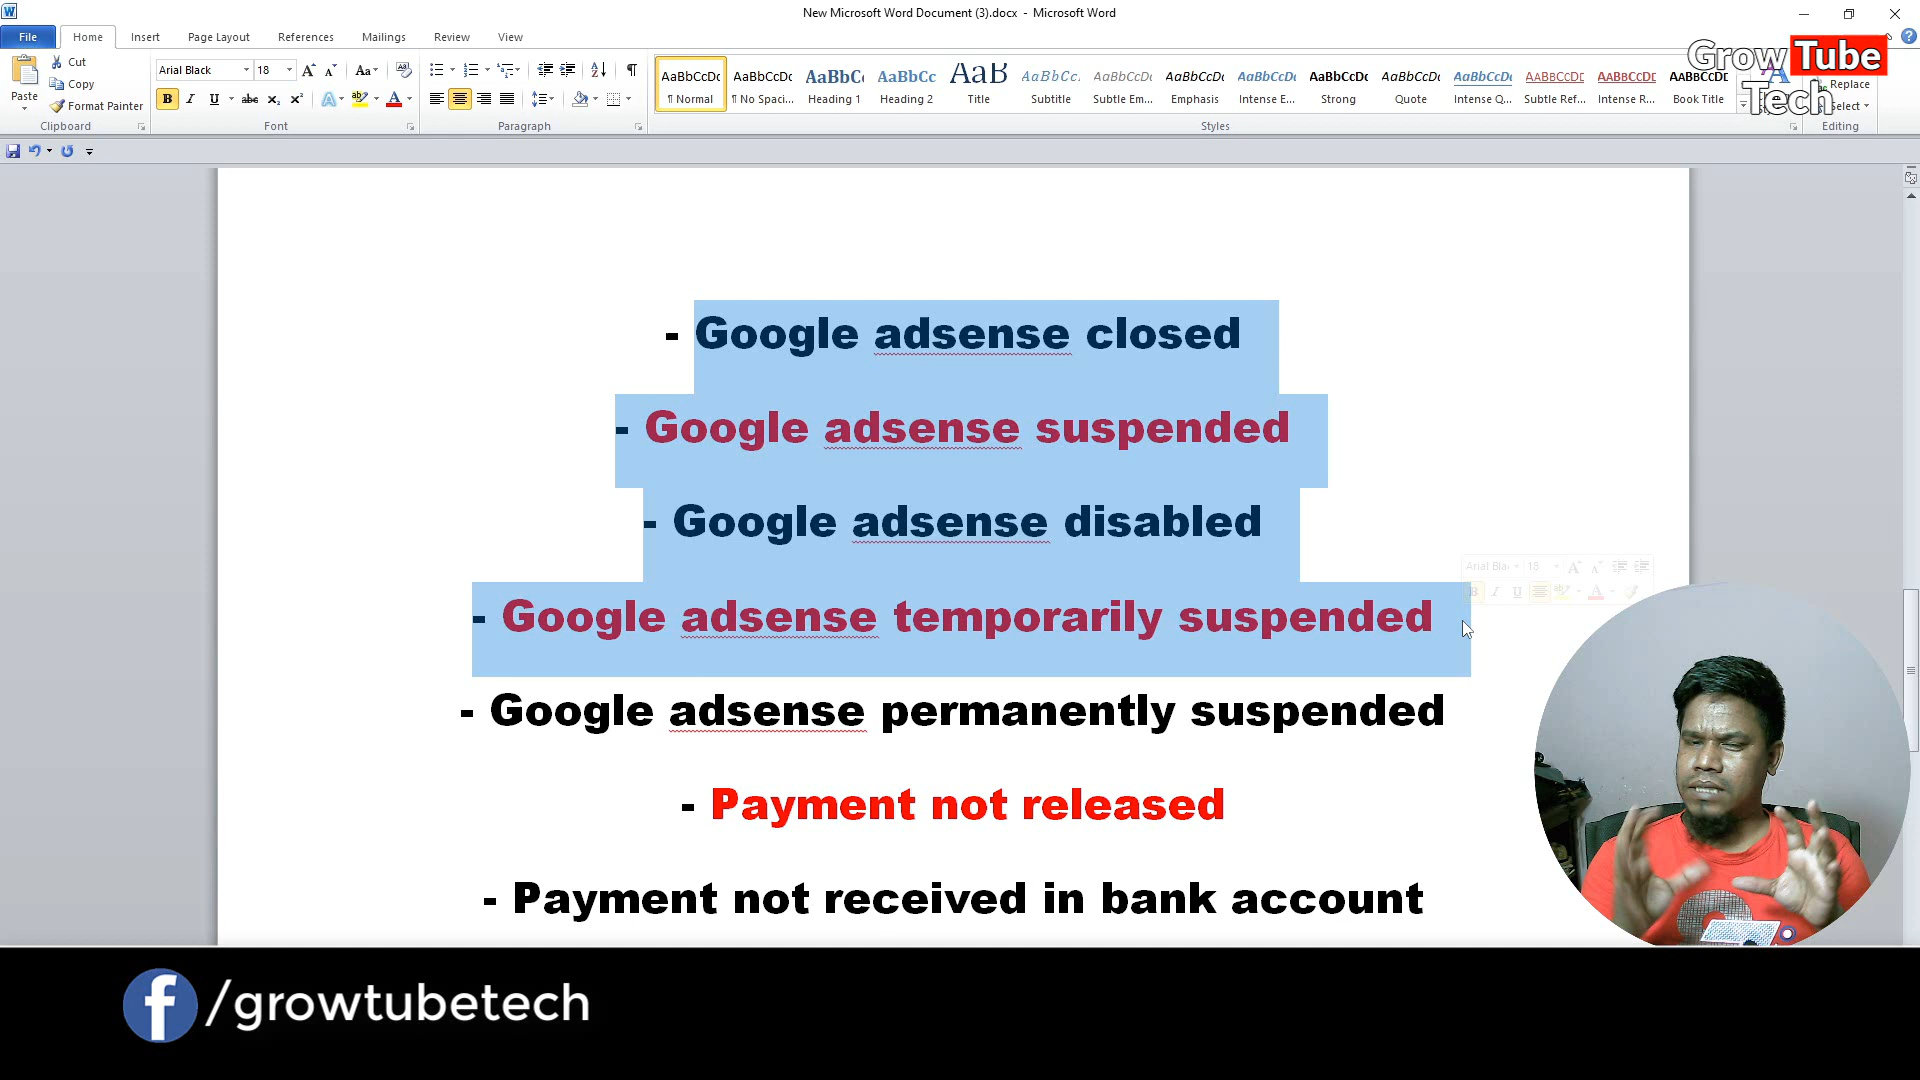 New Microsoft Word Document (3).docx - Microsoft Word
File Home Insert Page Layout References Mailings Review View
Grow Tube Tech
Paste
Cut
Copy
Format Painter
Clipboard
Arial Black 18
Font
Paragraph
AaBbCcDc AaBbCcDc AaBbC AaBbCc AaB AaBbCc. AaBbCcDc AaBbCcDc AaBbCcDc AaBbCcDc AaBbCcDc AaBbCcDc AABBCCDE AABBCCDE AABBCCDE
¶ Normal ¶ No Spaci... Heading 1 Heading 2 Title Subtitle Subtle Em... Emphasis Intense E... Strong Quote Intense Q... Subtle Ref... Intense R... Book Title
Styles
Replace
Select
Editing
- Google adsense closed
- Google adsense suspended
- Google adsense disabled
- Google adsense temporarily suspended
- Google adsense permanently suspended
- Payment not released
- Payment not received in bank account
/growtubetech